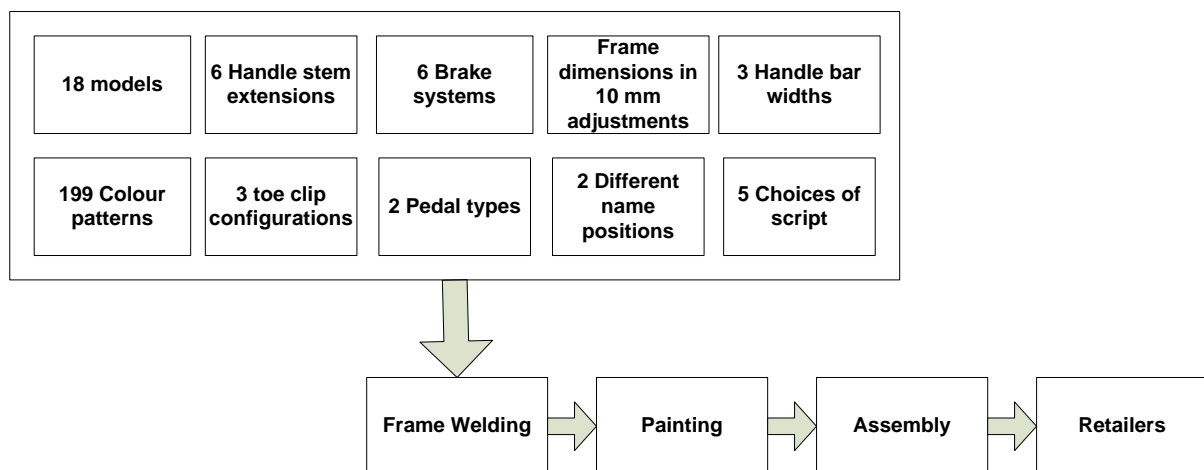 18 models
6 Handle stem
extensions
6 Brake
systems
Frame
dimensions in
10 mm
adjustments
3 Handle bar
widths
199 Colour
patterns
3 toe clip
configurations
2 Pedal types
2 Different
name
positions
5 Choices of
script
Frame Welding
Painting
Assembly
Retailers